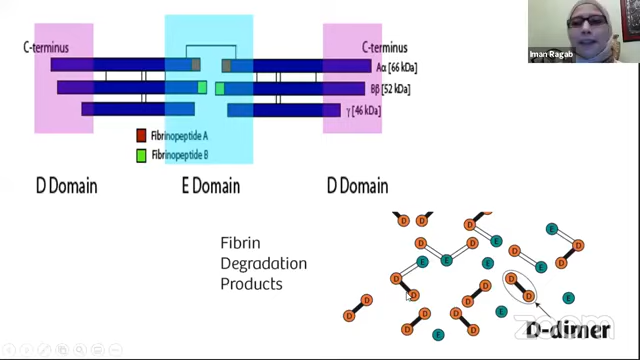 Iman Ragab
C-terminus
C-terminus
Aα [66 kDa]
Bβ [52 kDa]
γ [46 kDa]
Fibrinopeptide A
Fibrinopeptide B
D Domain
E Domain
D Domain
Fibrin
Degradation
Products
D
D
D
E
E
D
D
D
E
E
E
D
E
D
D
E
D
D
D
D
E
D
D
D
D
E
D
D
E
D
D
zoom
D-dimer